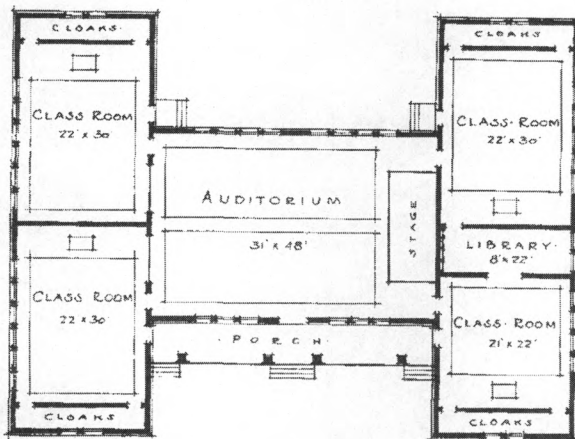 CLOAKS·
CLASS ROOM
22' x 30'
CLASS ROOM
22 x 30'
CLOAKS
AUDITORIUM
31' x 48'
STAGE
· PORCH ·
CLOAKS
CLASS· ROOM
22' x 30'
LIBRARY·
8' x 22'
CLASS· ROOM
21' x 22'
CLOAKS